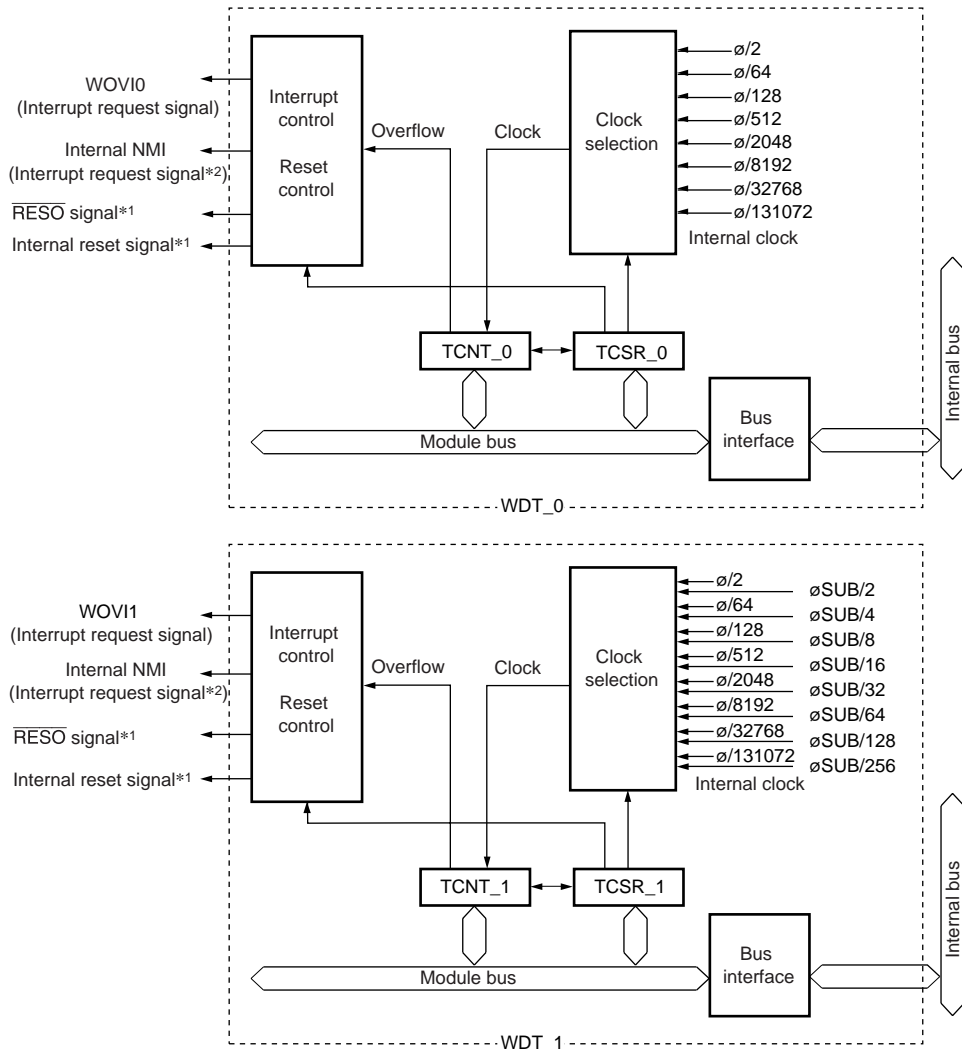 WOVI0
(Interrupt request signal)
Internal NMI
(Interrupt request signal*2)
RESO signal*1
Internal reset signal*1
Interrupt
control
Reset
control
Overflow
Clock
Clock
selection
ø/2
ø/64
ø/128
ø/512
ø/2048
ø/8192
ø/32768
ø/131072
Internal clock
TCNT_0
TCSR_0
Module bus
Bus
interface
Internal bus
WDT_0
WOVI1
(Interrupt request signal)
Internal NMI
(Interrupt request signal*2)
RESO signal*1
Internal reset signal*1
Interrupt
control
Reset
control
Overflow
Clock
Clock
selection
ø/2
øSUB/2
ø/64
øSUB/4
ø/128
øSUB/8
ø/512
øSUB/16
ø/2048
øSUB/32
ø/8192
øSUB/64
ø/32768
øSUB/128
ø/131072
øSUB/256
Internal clock
TCNT_1
TCSR_1
Module bus
Bus
interface
Internal bus
WDT_1